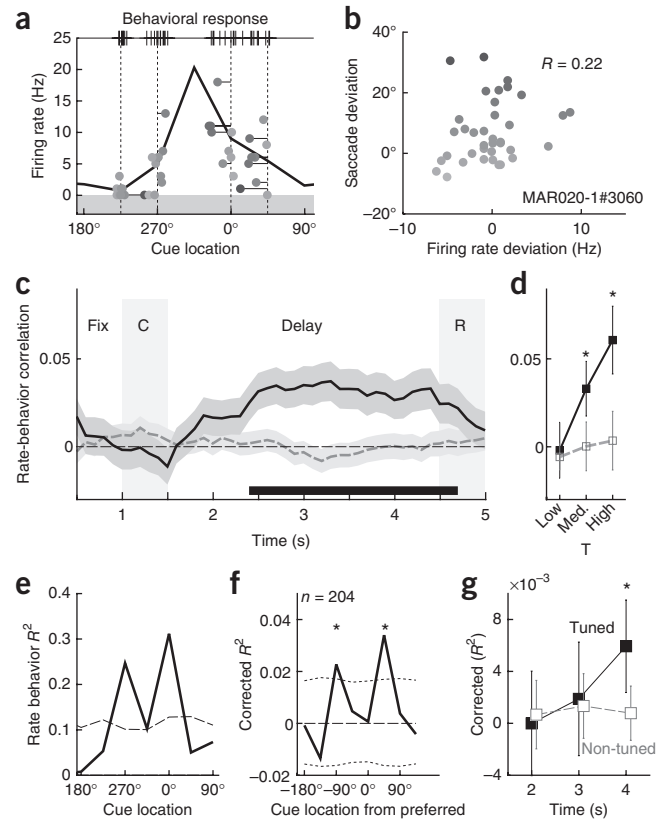 a
Behavioral response
25
20
15
10
5
0
Firing rate (Hz)
180° 270° 0° 90°
Cue location
b
40°
20°
0°
−20°
Saccade deviation
R = 0.22
MAR020-1#3060
−10 0 10
Firing rate deviation (Hz)
c
Fix C Delay R
0.05
0
Rate-behavior correlation
1 2 3 4 5
Time (s)
d
0.05
0
* *
Low Med. High
T
e
0.4
0.3
0.2
0.1
0
Rate behavior R²
180° 270° 0° 90°
Cue location
f
n = 204
0.04
0.02
0
−0.02
* *
Corrected R²
−180° −90° 0° 90°
Cue location from preferred
g
×10⁻³
8
4
0
−4
*
Tuned
Non-tuned
Corrected (R²)
2 3 4
Time (s)